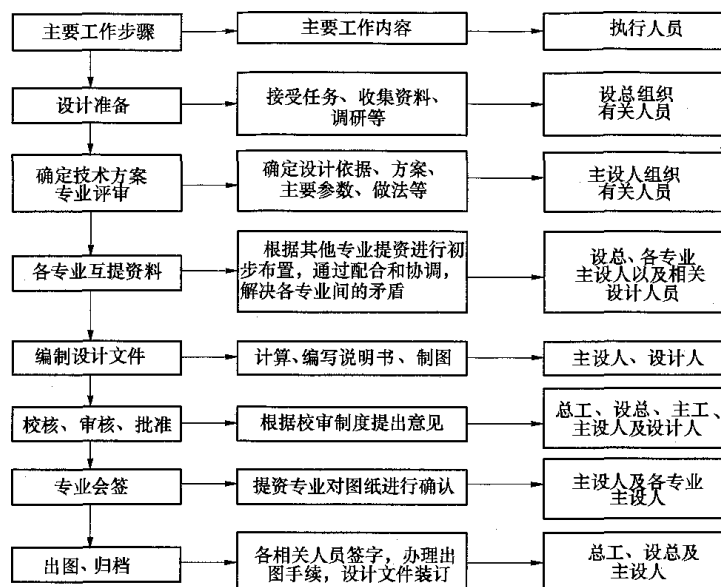 主要工作步骤
主要工作内容
执行人员
设计准备
接受任务、收集资料、
调研等
设总组织
有关人员
确定技术方案
专业评审
确定设计依据、方案、
主要参数、做法等
主设人组织
有关人员
各专业互提资料
根据其他专业提资进行初
步布置，通过配合和协调，
解决各专业间的矛盾
设总、各专业
主设人以及相关
设计人员
编制设计文件
计算、编写说明书、制图
主设人、设计人
校核、审核、批准
根据校审制度提出意见
总工、设总、主工、
主设人及设计人
专业会签
提资专业对图纸进行确认
主设人及各专业
主设人
出图、归档
各相关人员签字，办理出
图手续，设计文件装订
总工、设总及
主设人